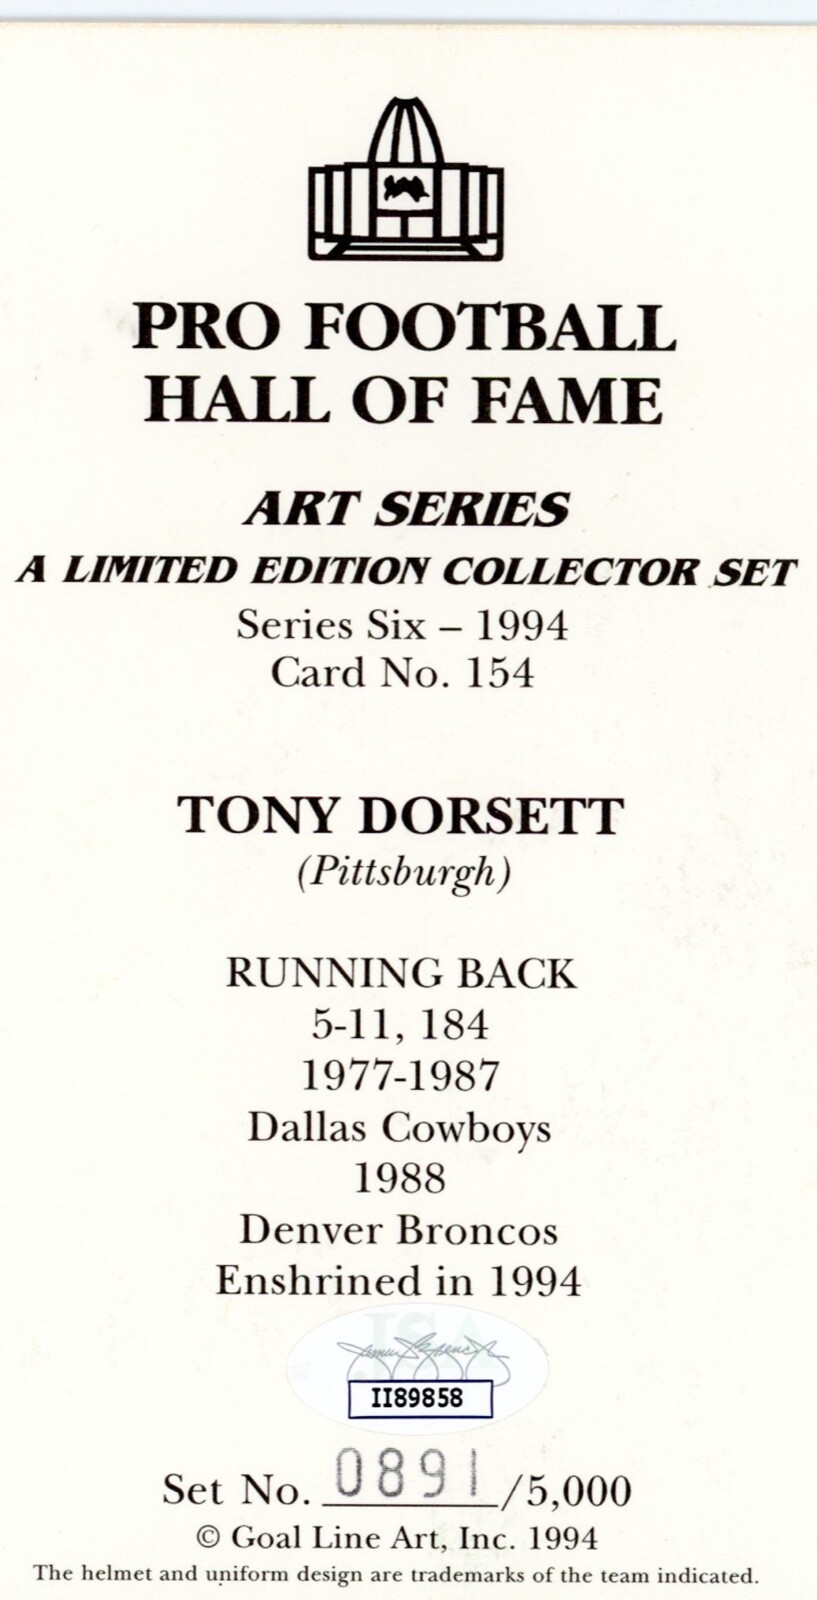 PRO FOOTBALL
HALL OF FAME
ART SERIES
A LIMITED EDITION COLLECTOR SET
Series Six – 1994
Card No. 154
TONY DORSETT
(Pittsburgh)
RUNNING BACK
5-11, 184
1977-1987
Dallas Cowboys
1988
Denver Broncos
Enshrined in 1994
JSA
II89858
Set No. 0891/5,000
© Goal Line Art, Inc. 1994
The helmet and uniform design are trademarks of the team indicated.